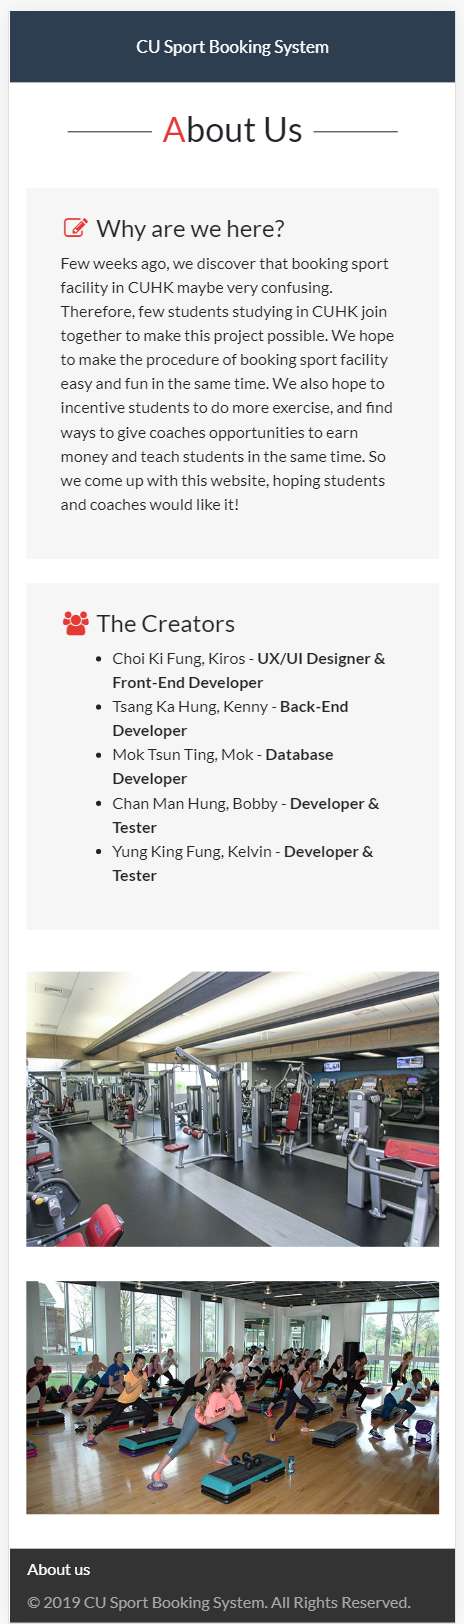 CU Sport Booking System
About Us
Why are we here?
Few weeks ago, we discover that booking sport
facility in CUHK maybe very confusing.
Therefore, few students studying in CUHK join
together to make this project possible. We hope
to make the procedure of booking sport facility
easy and fun in the same time. We also hope to
incentive students to do more exercise, and find
ways to give coaches opportunities to earn
money and teach students in the same time. So
we come up with this website, hoping students
and coaches would like it!
The Creators
Choi Ki Fung, Kiros - UX/UI Designer &
Front-End Developer
Tsang Ka Hung, Kenny - Back-End
Developer
Mok Tsun Ting, Mok - Database
Developer
Chan Man Hung, Bobby - Developer &
Tester
Yung King Fung, Kelvin - Developer &
Tester
About us
© 2019 CU Sport Booking System. All Rights Reserved.